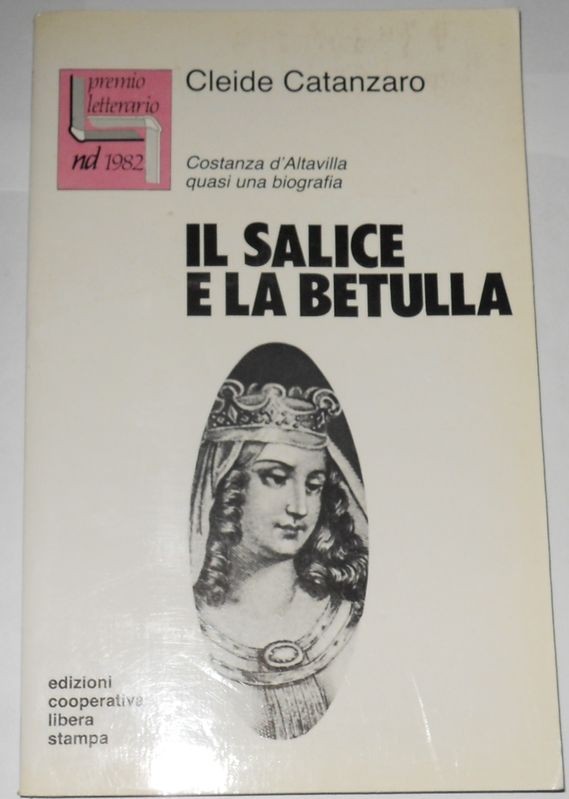 premio
letterario
nd 1982
Cleide Catanzaro
Costanza d'Altavilla
quasi una biografia
IL SALICE
E LA BETULLA
edizioni
cooperativa
libera
stampa